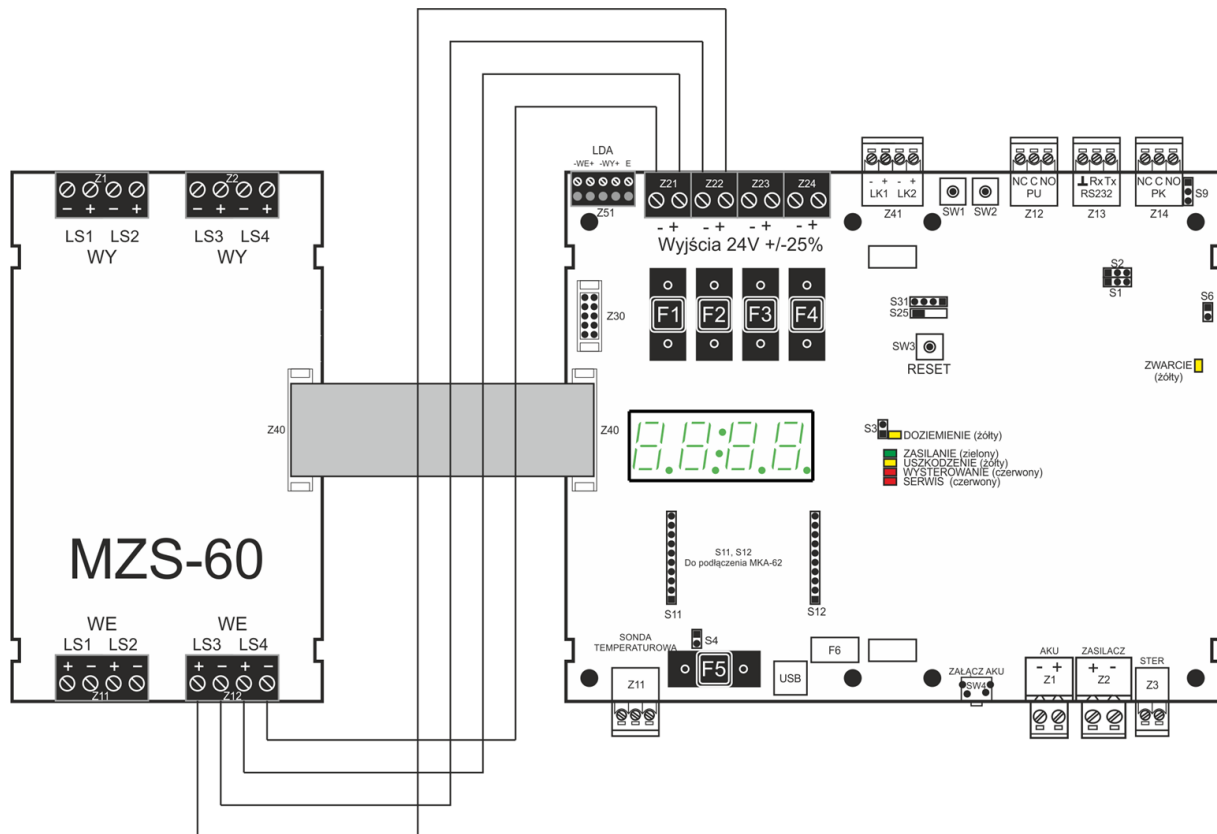 Z1
Z2
− + − +
− + − +
LS1 LS2
LS3 LS4
WY
WY
Z40
MZS-60
WE
WE
LS1 LS2
LS3 LS4
+ − + −
+ − + −
Z11
Z12
LDA
-WE+ -WY+ E
Z51
Z21
Z22
Z23
Z24
- +
- +
- +
- +
Wyjścia 24V +/-25%
- + - +
LK1 LK2
Z41
SW1
SW2
NC C NO
PU
Z12
Rx Tx
RS232
Z13
NC C NO
PK
Z14
S9
Z30
F1
F2
F3
F4
S31
S25
SW3
RESET
S2
S1
S6
ZWARCIE
(żółty)
Z40
S3
DOZIEMIENIE (żółty)
ZASILANIE (zielony)
USZKODZENIE (żółty)
WYSTEROWANIE (czerwony)
SERWIS (czerwony)
S11, S12
Do podłączenia MKA-62
S11
S12
SONDA
TEMPERATUROWA
S4
Z11
F5
USB
F6
ZAŁĄCZ AKU
SW4
AKU
- +
Z1
ZASILACZ
+ -
Z2
STER
Z3